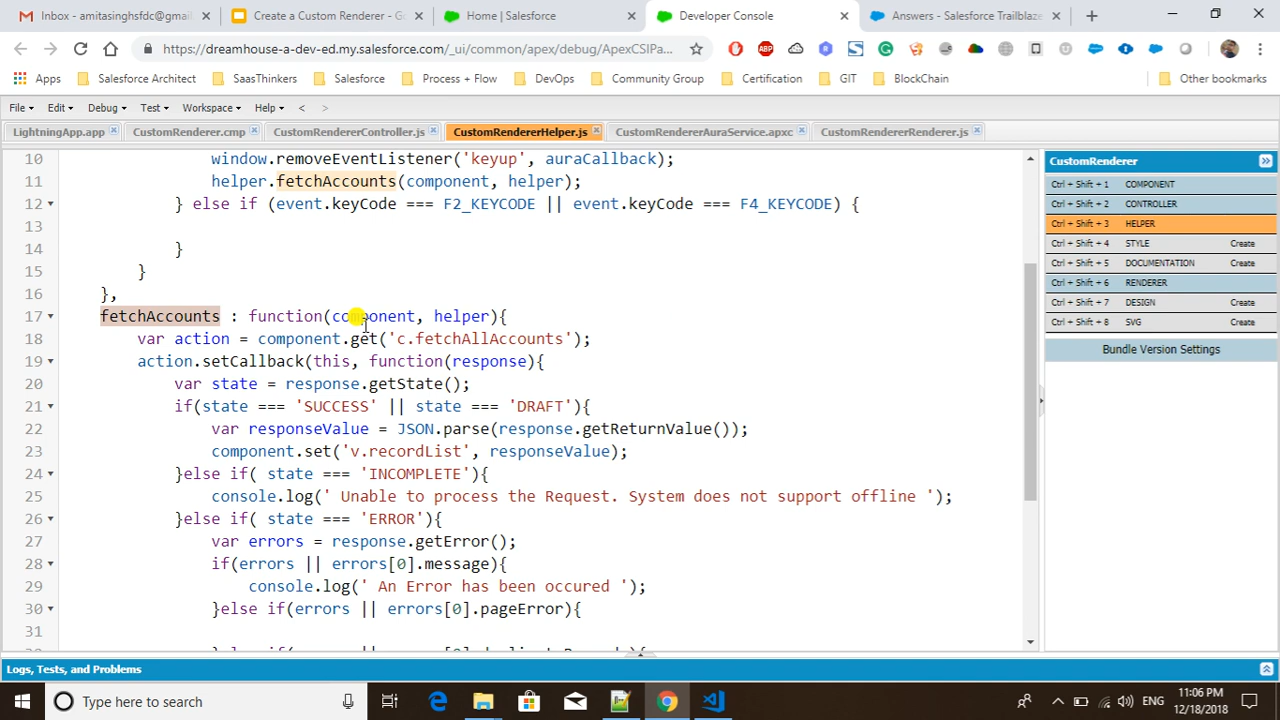 Inbox - amitasinghsfdc@gmail
Create a Custom Renderer - Go
Home | Salesforce
Developer Console
Answers - Salesforce Trailblaze
https://dreamhouse-a-dev-ed.my.salesforce.com/_ui/common/apex/debug/ApexCSIPa...
Apps Salesforce Architect SaasThinkers Salesforce Process + Flow DevOps Community Group Certification GIT BlockChain Other bookmarks
File Edit Debug Test Workspace Help < >
LightningApp.app CustomRenderer.cmp CustomRendererController.js CustomRendererHelper.js CustomRendererAuraService.apxc CustomRendererRenderer.js
10 window.removeEventListener('keyup', auraCallback);
11 helper.fetchAccounts(component, helper);
12 } else if (event.keyCode === F2_KEYCODE || event.keyCode === F4_KEYCODE) {
13
14 }
15 }
16 },
17 fetchAccounts : function(component, helper){
18 var action = component.get('c.fetchAllAccounts');
19 action.setCallback(this, function(response){
20 var state = response.getState();
21 if(state === 'SUCCESS' || state === 'DRAFT'){
22 var responseValue = JSON.parse(response.getReturnValue());
23 component.set('v.recordList', responseValue);
24 }else if( state === 'INCOMPLETE'){
25 console.log(' Unable to process the Request. System does not support offline ');
26 }else if( state === 'ERROR'){
27 var errors = response.getError();
28 if(errors || errors[0].message){
29 console.log(' An Error has been occured ');
30 }else if(errors || errors[0].pageError){
31
CustomRenderer
Ctrl + Shift + 1 COMPONENT
Ctrl + Shift + 2 CONTROLLER
Ctrl + Shift + 3 HELPER
Ctrl + Shift + 4 STYLE Create
Ctrl + Shift + 5 DOCUMENTATION Create
Ctrl + Shift + 6 RENDERER
Ctrl + Shift + 7 DESIGN Create
Ctrl + Shift + 8 SVG Create
Bundle Version Settings
Logs, Tests, and Problems
Type here to search
ENG
11:06 PM
12/18/2018